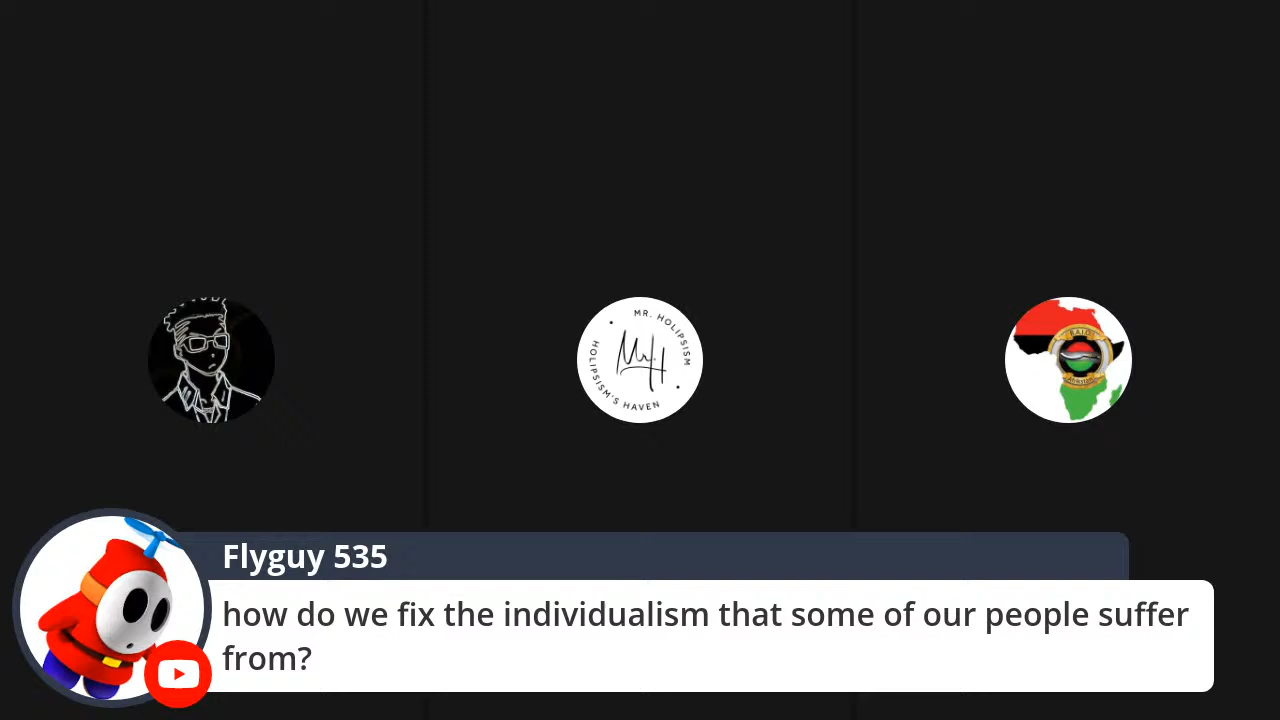 MR. HOLIPSISM
HOLIPSISM'S HAVEN
Flyguy 535
how do we fix the individualism that some of our people suffer
from?